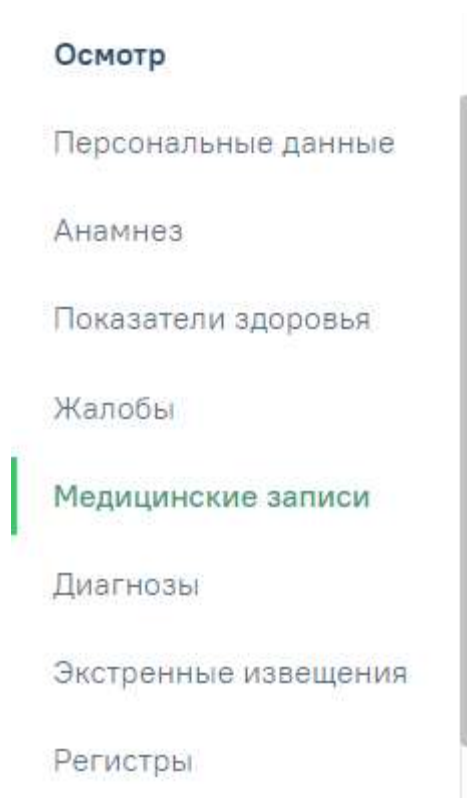 Осмотр
Персональные данные
Анамнез
Показатели здоровья
Жалобы
Медицинские записи
Диагнозы
Экстренные извещения
Регистры